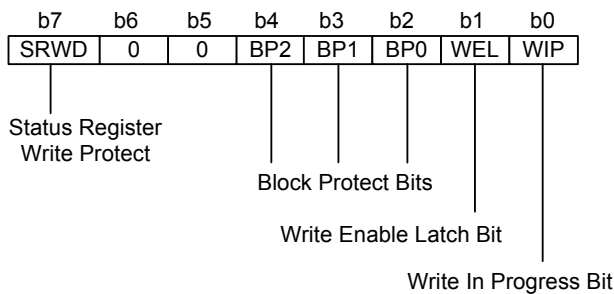 b7 b6 b5 b4 b3 b2 b1 b0
SRWD 0 0 BP2 BP1 BP0 WEL WIP
Status Register
Write Protect
Block Protect Bits
Write Enable Latch Bit
Write In Progress Bit